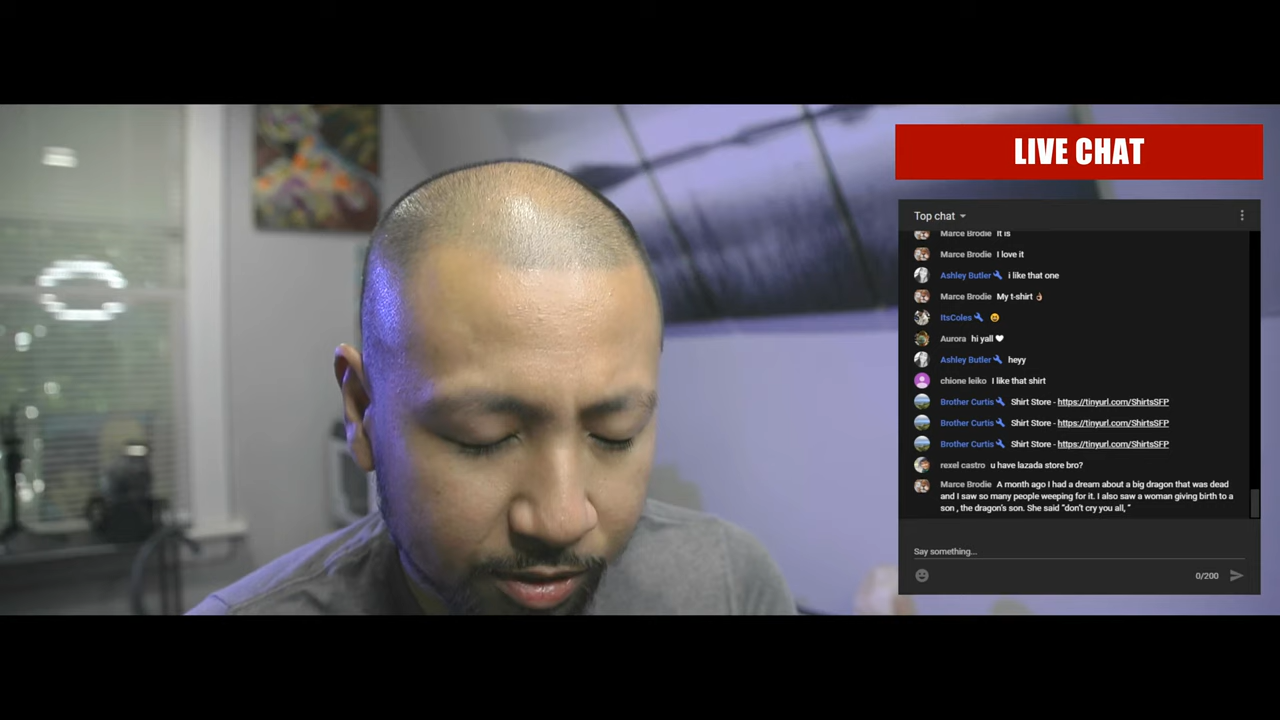 LIVE CHAT
Top chat
Marce Brodie It is
Marce Brodie I love it
Ashley Butler i like that one
Marce Brodie My t-shirt 👌🏽
ItsColes 😆
Aurora hi yall 🤍
Ashley Butler heyy
chione leiko I like that shirt
Brother Curtis Shirt Store - https://tinyurl.com/ShirtsSFP
Brother Curtis Shirt Store - https://tinyurl.com/ShirtsSFP
Brother Curtis Shirt Store - https://tinyurl.com/ShirtsSFP
rexel castro u have lazada store bro?
Marce Brodie A month ago I had a dream about a big dragon that was dead
and I saw so many people weeping for it. I also saw a woman giving birth to a
son , the dragon's son. She said "don't cry you all, "
Say something...
0/200